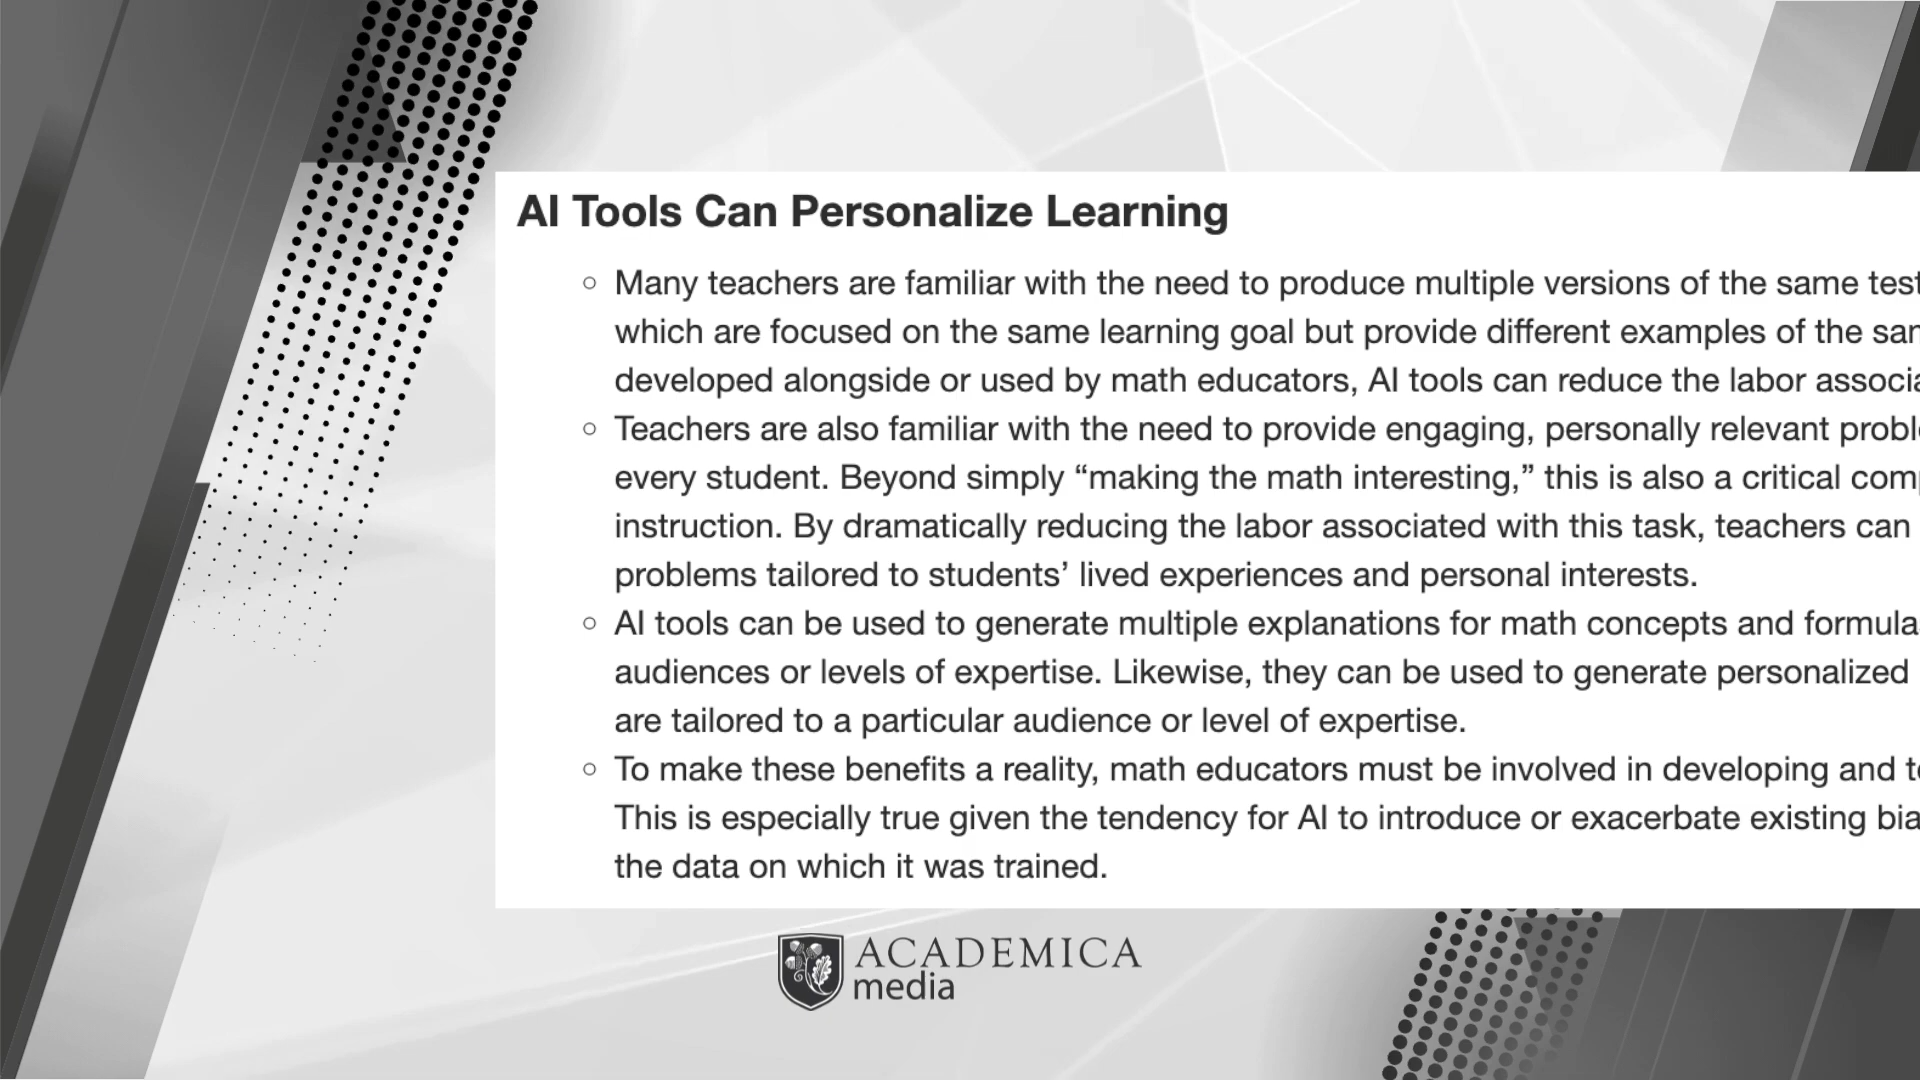 AI Tools Can Personalize Learning
Many teachers are familiar with the need to produce multiple versions of the same test
which are focused on the same learning goal but provide different examples of the
developed alongside or used by math educators, AI tools can reduce the labor
Teachers are also familiar with the need to provide engaging, personally relevant
every student. Beyond simply “making the math interesting,” this is also a critical
instruction. By dramatically reducing the labor associated with this task, teachers can
problems tailored to students’ lived experiences and personal interests.
AI tools can be used to generate multiple explanations for math concepts and
audiences or levels of expertise. Likewise, they can be used to generate personalized
are tailored to a particular audience or level of expertise.
To make these benefits a reality, math educators must be involved in developing and
This is especially true given the tendency for AI to introduce or exacerbate existing
the data on which it was trained.
ACADEMICA
media